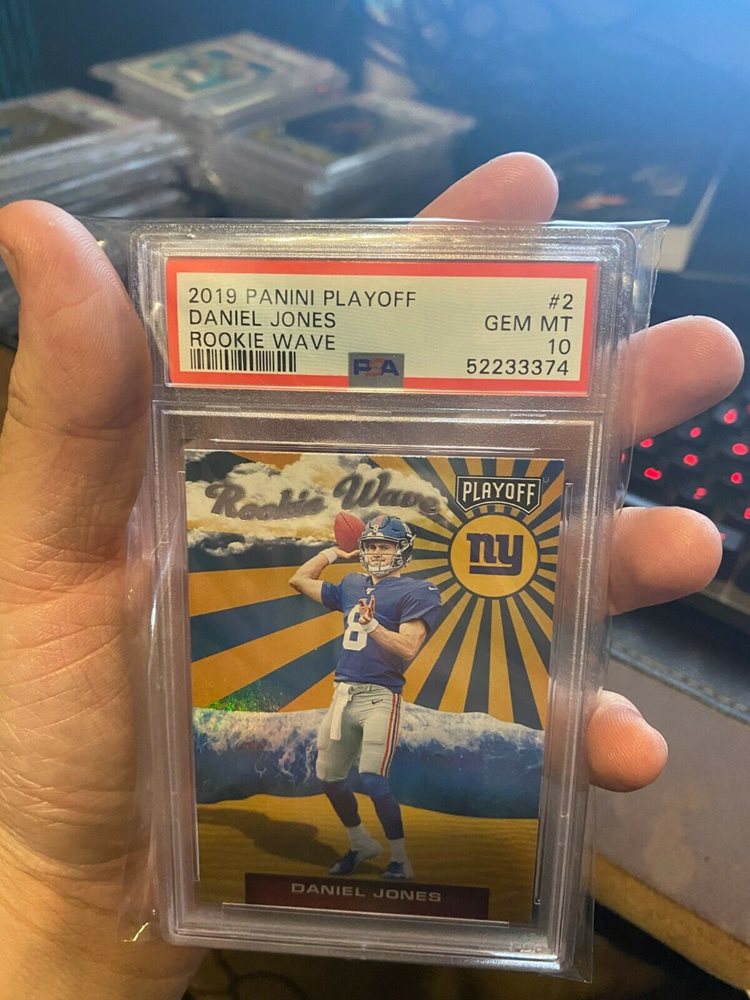 2019 PANINI PLAYOFF #2
DANIEL JONES GEM MT
ROOKIE WAVE 10
PSA 52233374
Rookie Wave
PLAYOFF
ny
8
DANIEL JONES